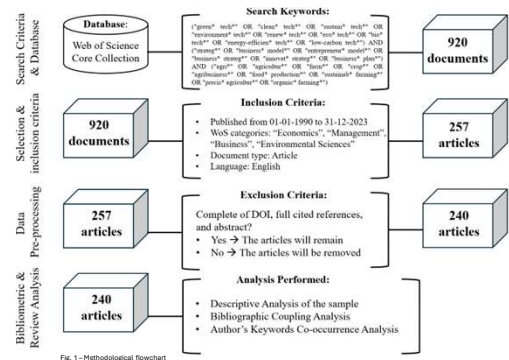 Search Criteria
& Database
Database:
Web of Science
Core Collection
Search Keywords:
("green* tech*" OR "clean* tech*" OR "sustain* tech*" OR
"environment* tech*" OR "renew* tech*" OR "eco* tech*" OR "bio*
tech*" OR "energy-efficien* tech*" OR "low-carbon tech*") AND
("strateg*" OR "business* model*" OR "entrepreneur* model*" OR
"business* strateg*" OR "innovat* strateg*" OR "business* plan*")
AND ("agri*" OR "agricultur*" OR "farm*" OR "crop*" OR
"agribusiness*" OR "food* production*" OR "sustainab* farming*"
OR "precis* agricultur*" OR "organic* farming*")
920
documents
Selection &
inclusion criteria
920
documents
Inclusion Criteria:
• Published from 01-01-1990 to 31-12-2023
• WoS categories: "Economics", "Management",
"Business", "Environmental Sciences"
• Document type: Article
• Language: English
257
articles
Data
Pre-processing
257
articles
Exclusion Criteria:
Complete of DOI, full cited references,
and abstract?
• Yes → The articles will remain
• No → The articles will be removed
240
articles
Bibliometric &
Review Analysis
240
articles
Analysis Performed:
• Descriptive Analysis of the sample
• Bibliographic Coupling Analysis
• Author's Keywords Co-occurrence Analysis
Fig. 1 – Methodological flowchart